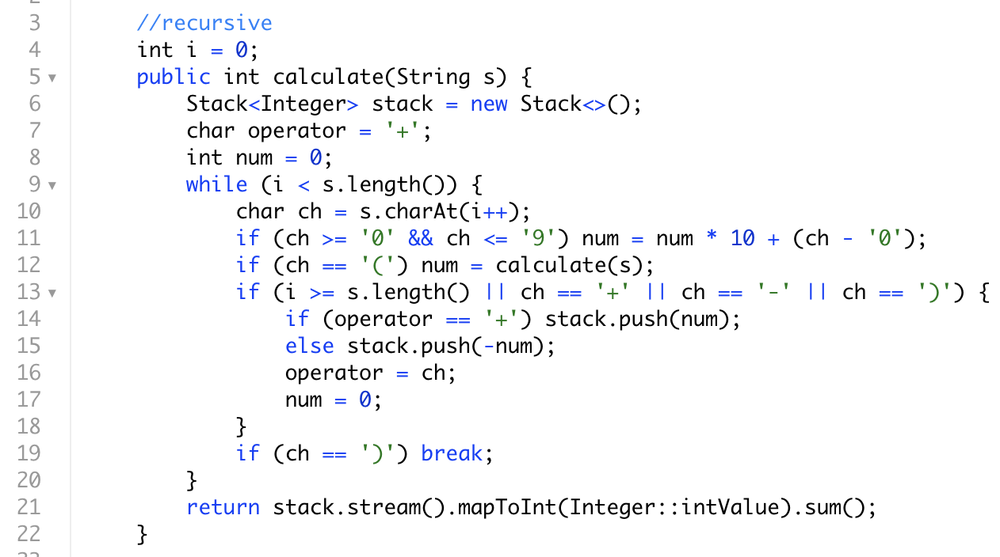 3 //recursive
4 int i = 0;
5 ▼ public int calculate(String s) {
6 Stack<Integer> stack = new Stack<>();
7 char operator = '+';
8 int num = 0;
9 ▼ while (i < s.length()) {
10 char ch = s.charAt(i++);
11 if (ch >= '0' && ch <= '9') num = num * 10 + (ch - '0');
12 if (ch == '(') num = calculate(s);
13 ▼ if (i >= s.length() || ch == '+' || ch == '-' || ch == ')') {
14 if (operator == '+') stack.push(num);
15 else stack.push(-num);
16 operator = ch;
17 num = 0;
18 }
19 if (ch == ')') break;
20 }
21 return stack.stream().mapToInt(Integer::intValue).sum();
22 }